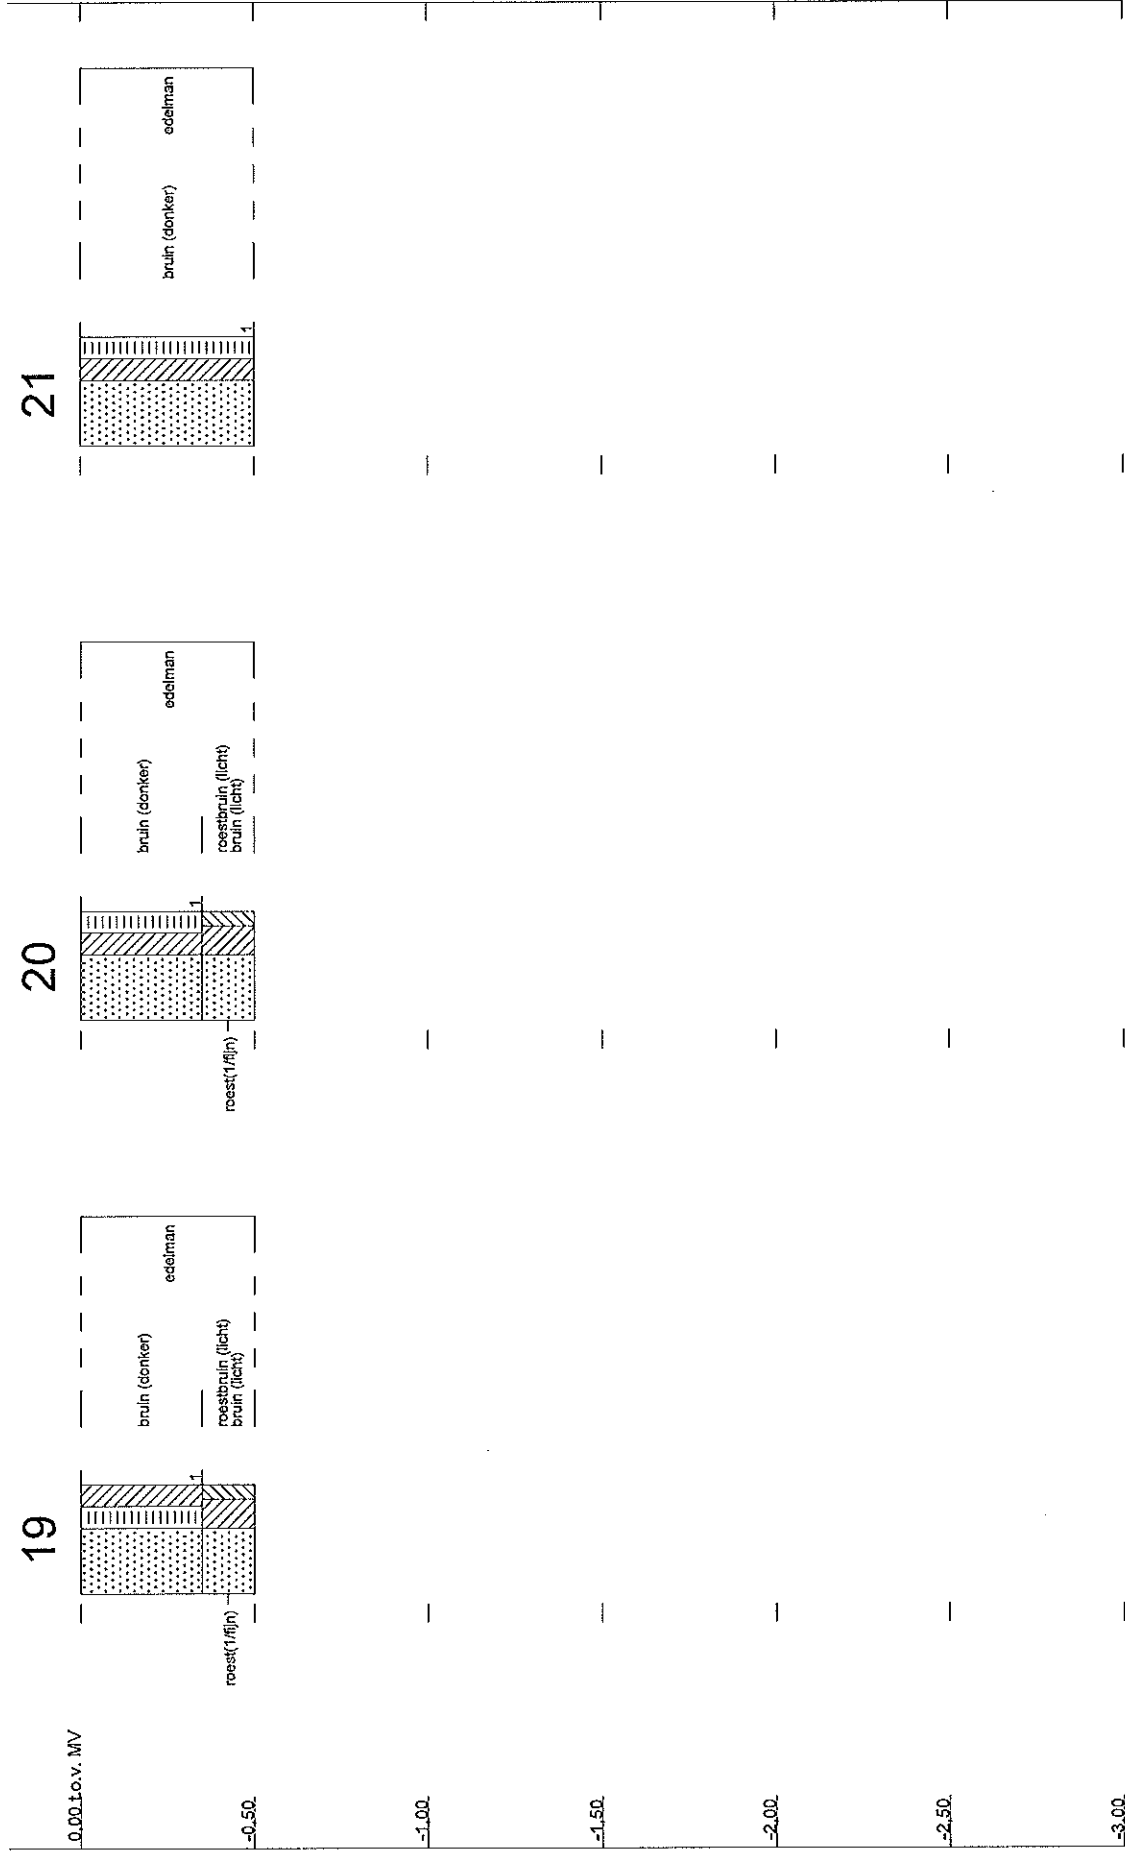 19
20
21
0,00 t.o.v. MV
-0,50
-1,00
-1,50
-2,00
-2,50
-3,00
roest(1/fijn)
1
bruin (donker)
roestbruin (licht)
bruin (licht)
edelman
roest(1/fijn)
1
bruin (donker)
roestbruin (licht)
bruin (licht)
edelman
1
bruin (donker)
edelman